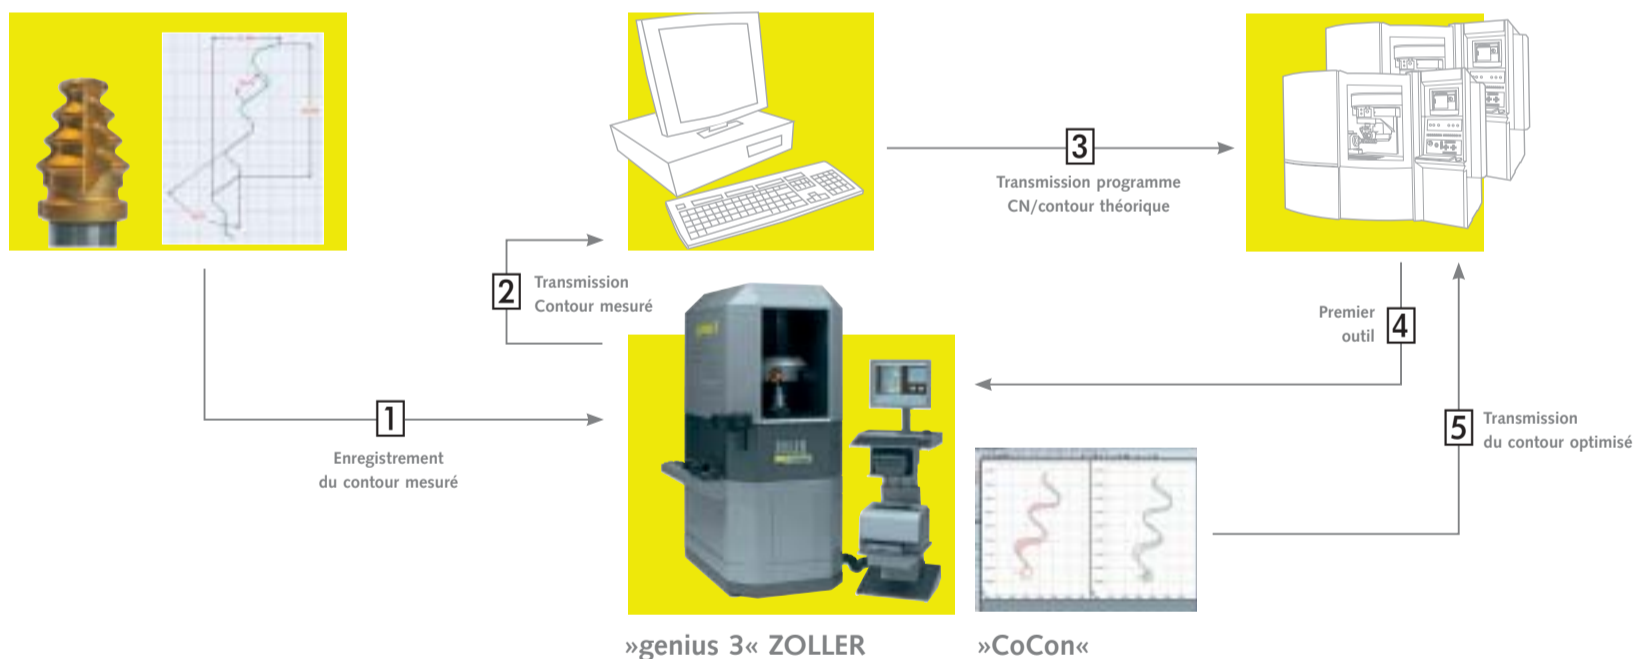 3
Transmission programme
CN/contour théorique
2
Transmission
Contour mesuré
Premier
outil
4
1
Enregistrement
du contour mesuré
5
Transmission
du contour optimisé
»genius 3« ZOLLER
»CoCon«